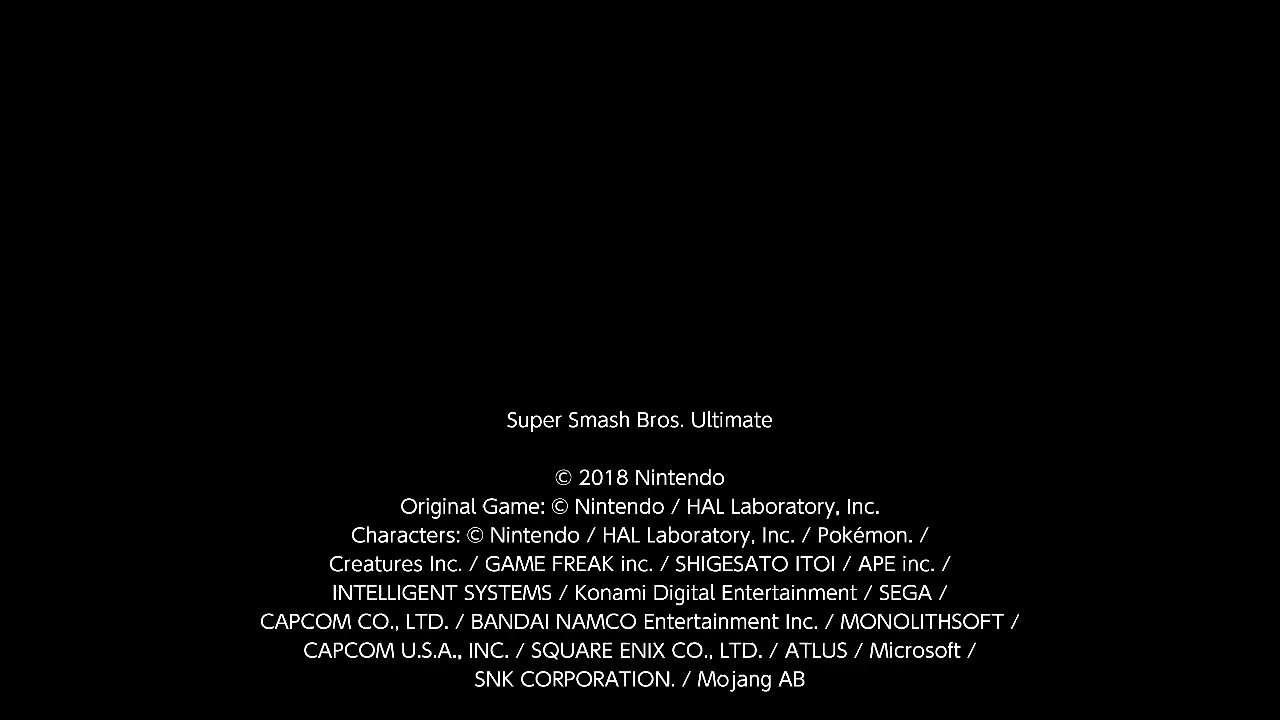 Super Smash Bros. Ultimate
© 2018 Nintendo
Original Game: © Nintendo / HAL Laboratory, Inc.
Characters: © Nintendo / HAL Laboratory, Inc. / Pokémon. /
Creatures Inc. / GAME FREAK inc. / SHIGESATO ITOI / APE inc. /
INTELLIGENT SYSTEMS / Konami Digital Entertainment / SEGA /
CAPCOM CO., LTD. / BANDAI NAMCO Entertainment Inc. / MONOLITHSOFT /
CAPCOM U.S.A., INC. / SQUARE ENIX CO., LTD. / ATLUS / Microsoft /
SNK CORPORATION. / Mojang AB